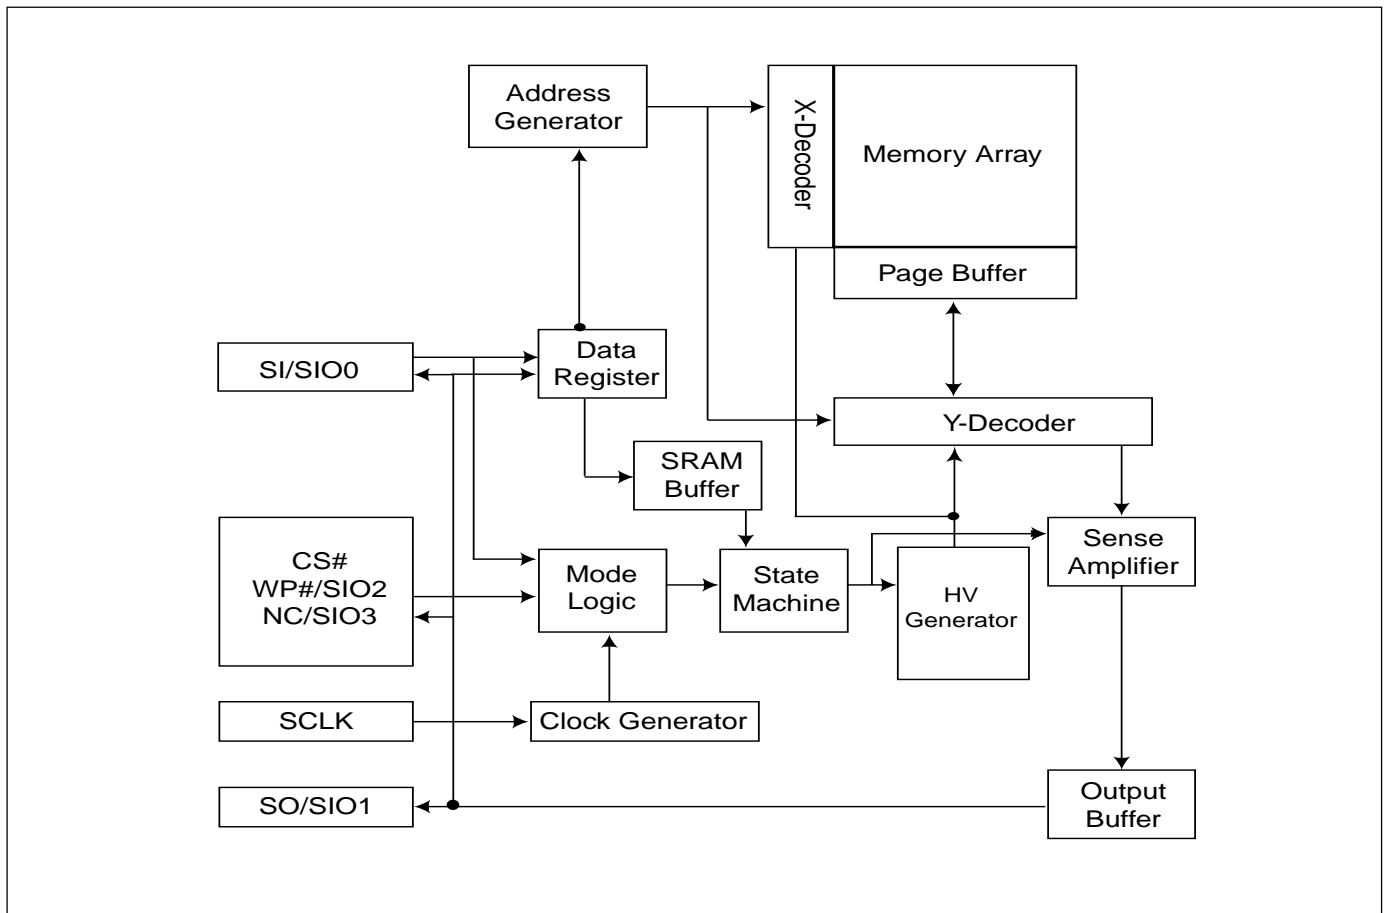 Address
Generator
X-Decoder
Memory Array
Page Buffer
SI/SIO0
Data
Register
Y-Decoder
SRAM
Buffer
CS#
WP#/SIO2
NC/SIO3
Mode
Logic
State
Machine
HV
Generator
Sense
Amplifier
SCLK
Clock Generator
SO/SIO1
Output
Buffer